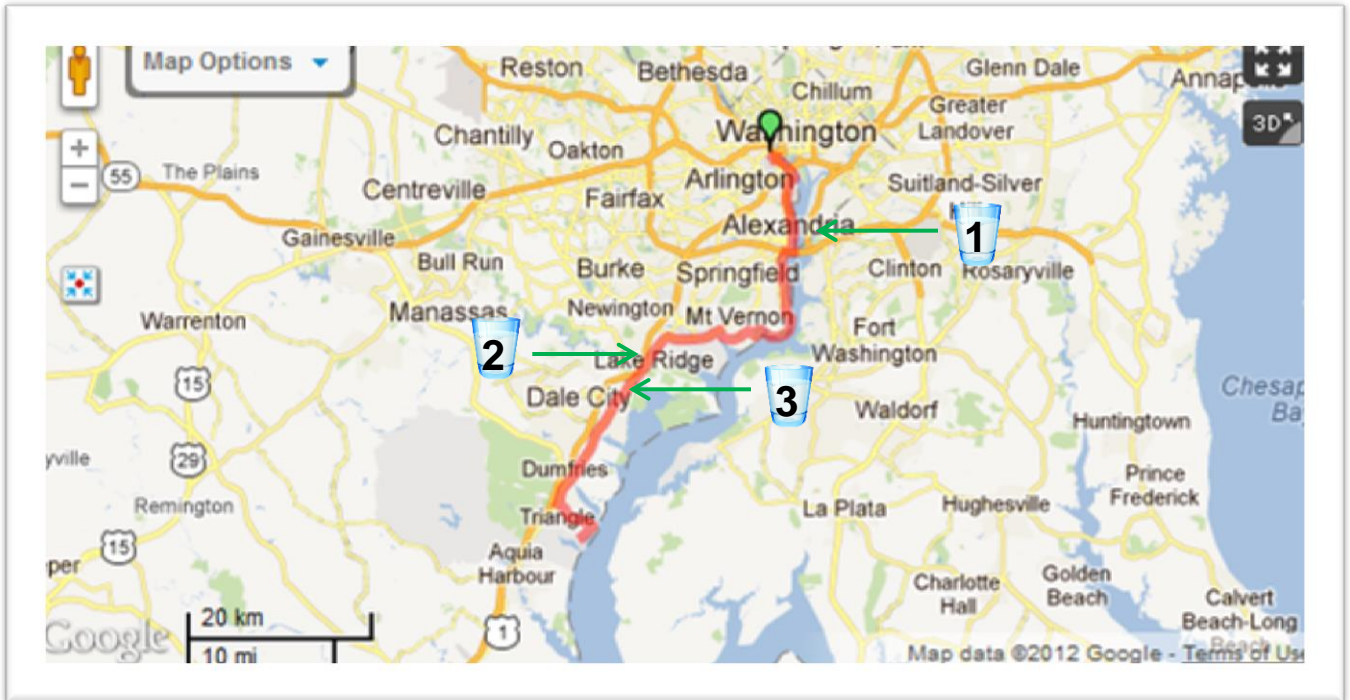 Map Options
Reston
Bethesda
Glenn Dale
Chillum
Greater
Landover
Chantilly
Oakton
Washington
3D
55
The Plains
Centreville
Fairfax
Arlington
Suitland-Silver
Gainesville
Alexandria
1
Bull Run
Burke
Springfield
Clinton
Rosaryville
Manassas
Newington
Mt Vernon
Warrenton
Fort
Washington
2
Lake Ridge
15
Dale City
3
Waldorf
Huntingtown
Dumfries
29
Prince
Frederick
Remington
Triangle
La Plata
Hughesville
15
Aquia
Harbour
Charlotte
Hall
Golden
Beach
Calvert
Beach-Long
Beach
20 km
10 mi
1
Google
Map data ©2012 Google - Terms of Use